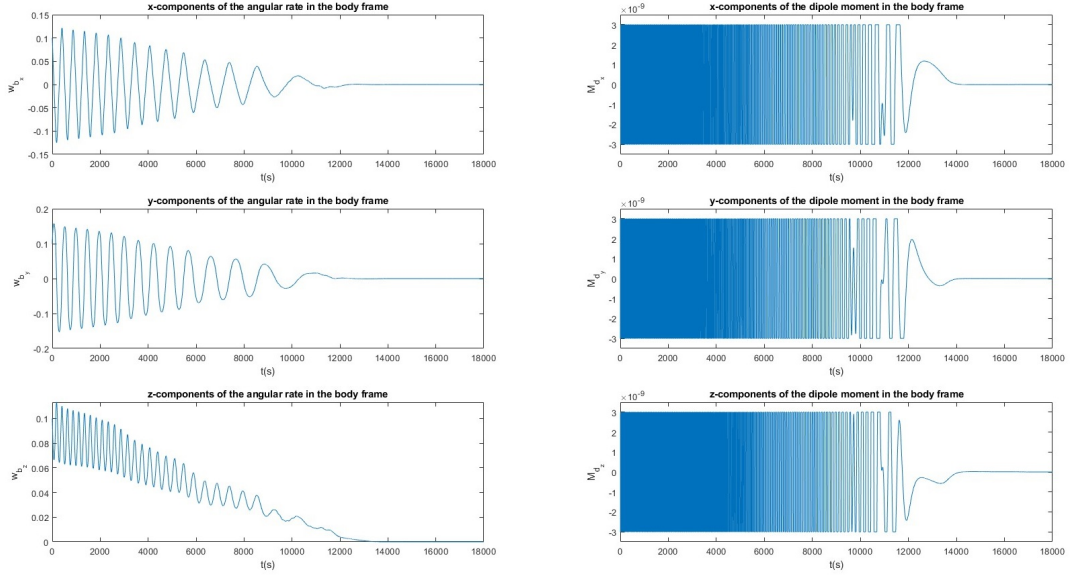 x-components of the angular rate in the body frame
0.15
0.1
0.05
0
-0.05
-0.1
0.15
w_b_x
0 2000 4000 6000 8000 10000 12000 14000 16000 18000
t(s)
x-components of the dipole moment in the body frame
× 10^-9
3
2
1
0
-1
-2
-3
M_d_x
0 2000 4000 6000 8000 10000 12000 14000 16000 18000
t(s)
y-components of the angular rate in the body frame
0.2
0.1
0
-0.1
-0.2
w_b_y
0 2000 4000 6000 8000 10000 12000 14000 16000 18000
t(s)
y-components of the dipole moment in the body frame
× 10^-9
3
2
1
0
-1
-2
-3
M_d_y
0 2000 4000 6000 8000 10000 12000 14000 16000 18000
t(s)
z-components of the angular rate in the body frame
0.1
0.08
0.06
0.04
0.02
0
w_b_z
0 2000 4000 6000 8000 10000 12000 14000 16000 18000
t(s)
z-components of the dipole moment in the body frame
× 10^-9
3
2
1
0
-1
-2
-3
M_d_z
0 2000 4000 6000 8000 10000 12000 14000 16000 18000
t(s)